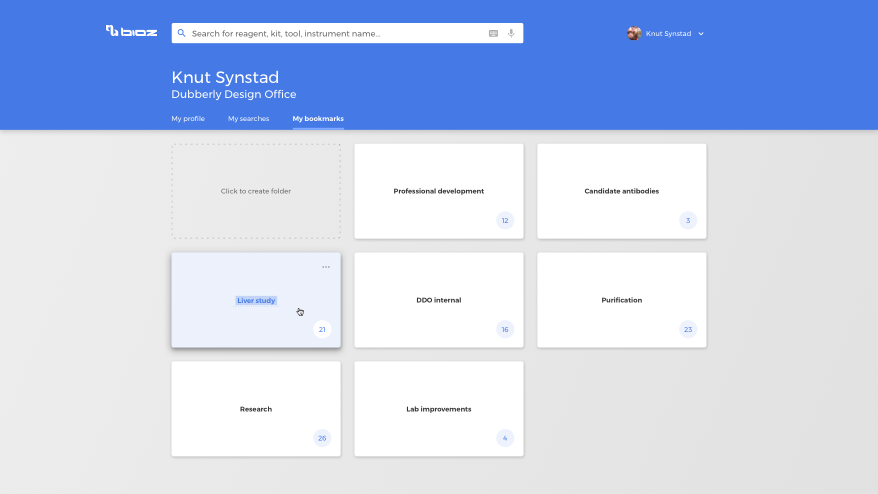 bioz
Search for reagent, kit, tool, instrument name...
Knut Synstad
Knut Synstad
Dubberly Design Office
My profile
My searches
My bookmarks
Click to create folder
Professional development
12
Candidate antibodies
3
...
Liver study
21
DDO internal
16
Purification
23
Research
26
Lab improvements
4